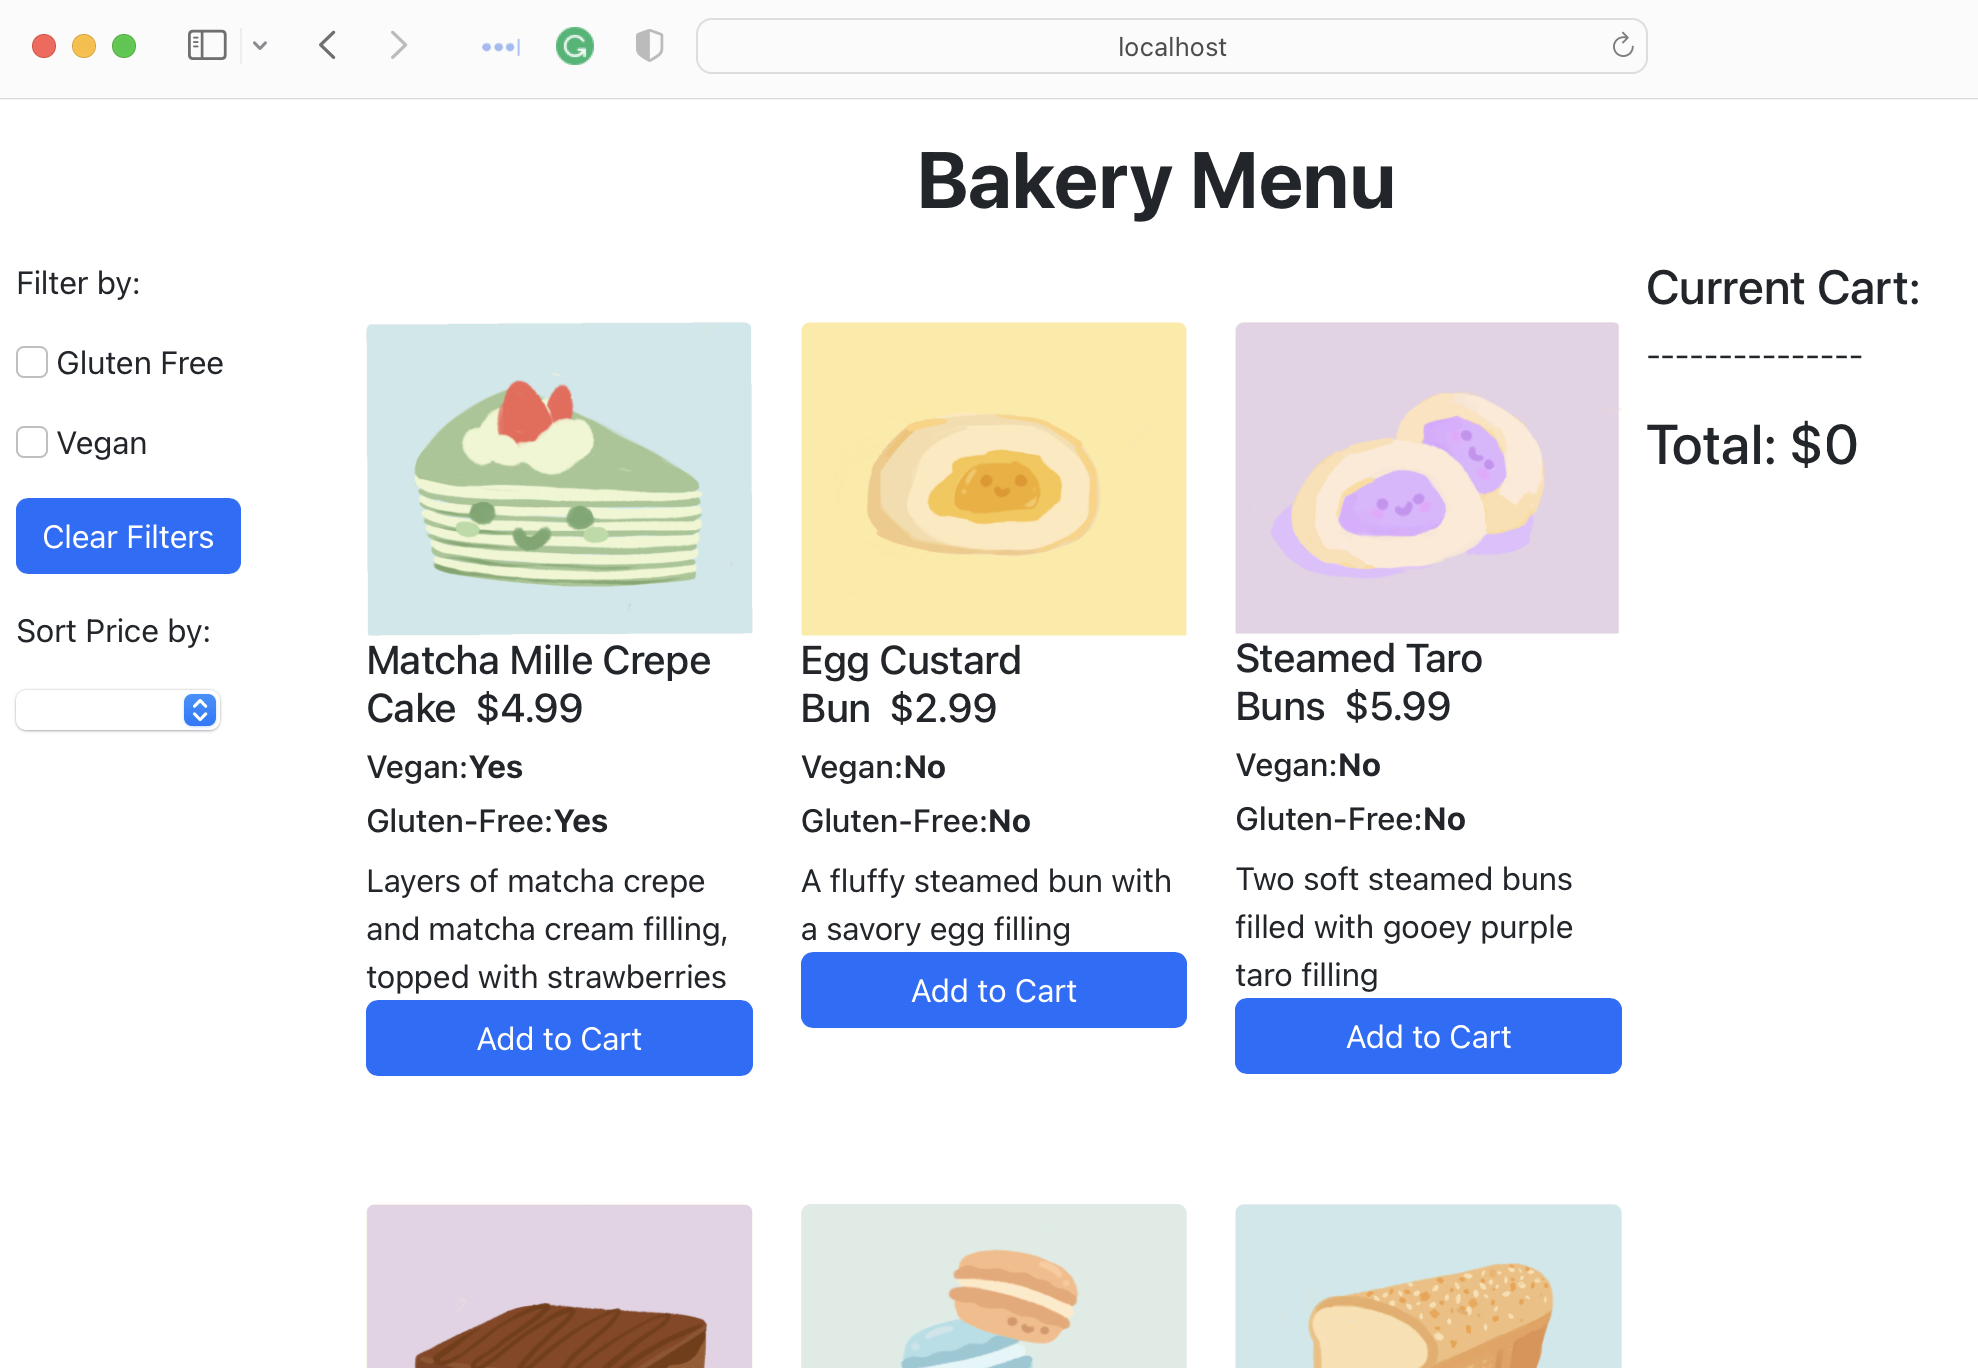 localhost
Bakery Menu
Filter by:
Gluten Free
Vegan
Clear Filters
Sort Price by:
Matcha Mille Crepe
Cake $4.99
Vegan:Yes
Gluten-Free:Yes
Layers of matcha crepe
and matcha cream filling,
topped with strawberries
Add to Cart
Egg Custard
Bun $2.99
Vegan:No
Gluten-Free:No
A fluffy steamed bun with
a savory egg filling
Add to Cart
Steamed Taro
Buns $5.99
Vegan:No
Gluten-Free:No
Two soft steamed buns
filled with gooey purple
taro filling
Add to Cart
Current Cart:
---------------
Total: $0